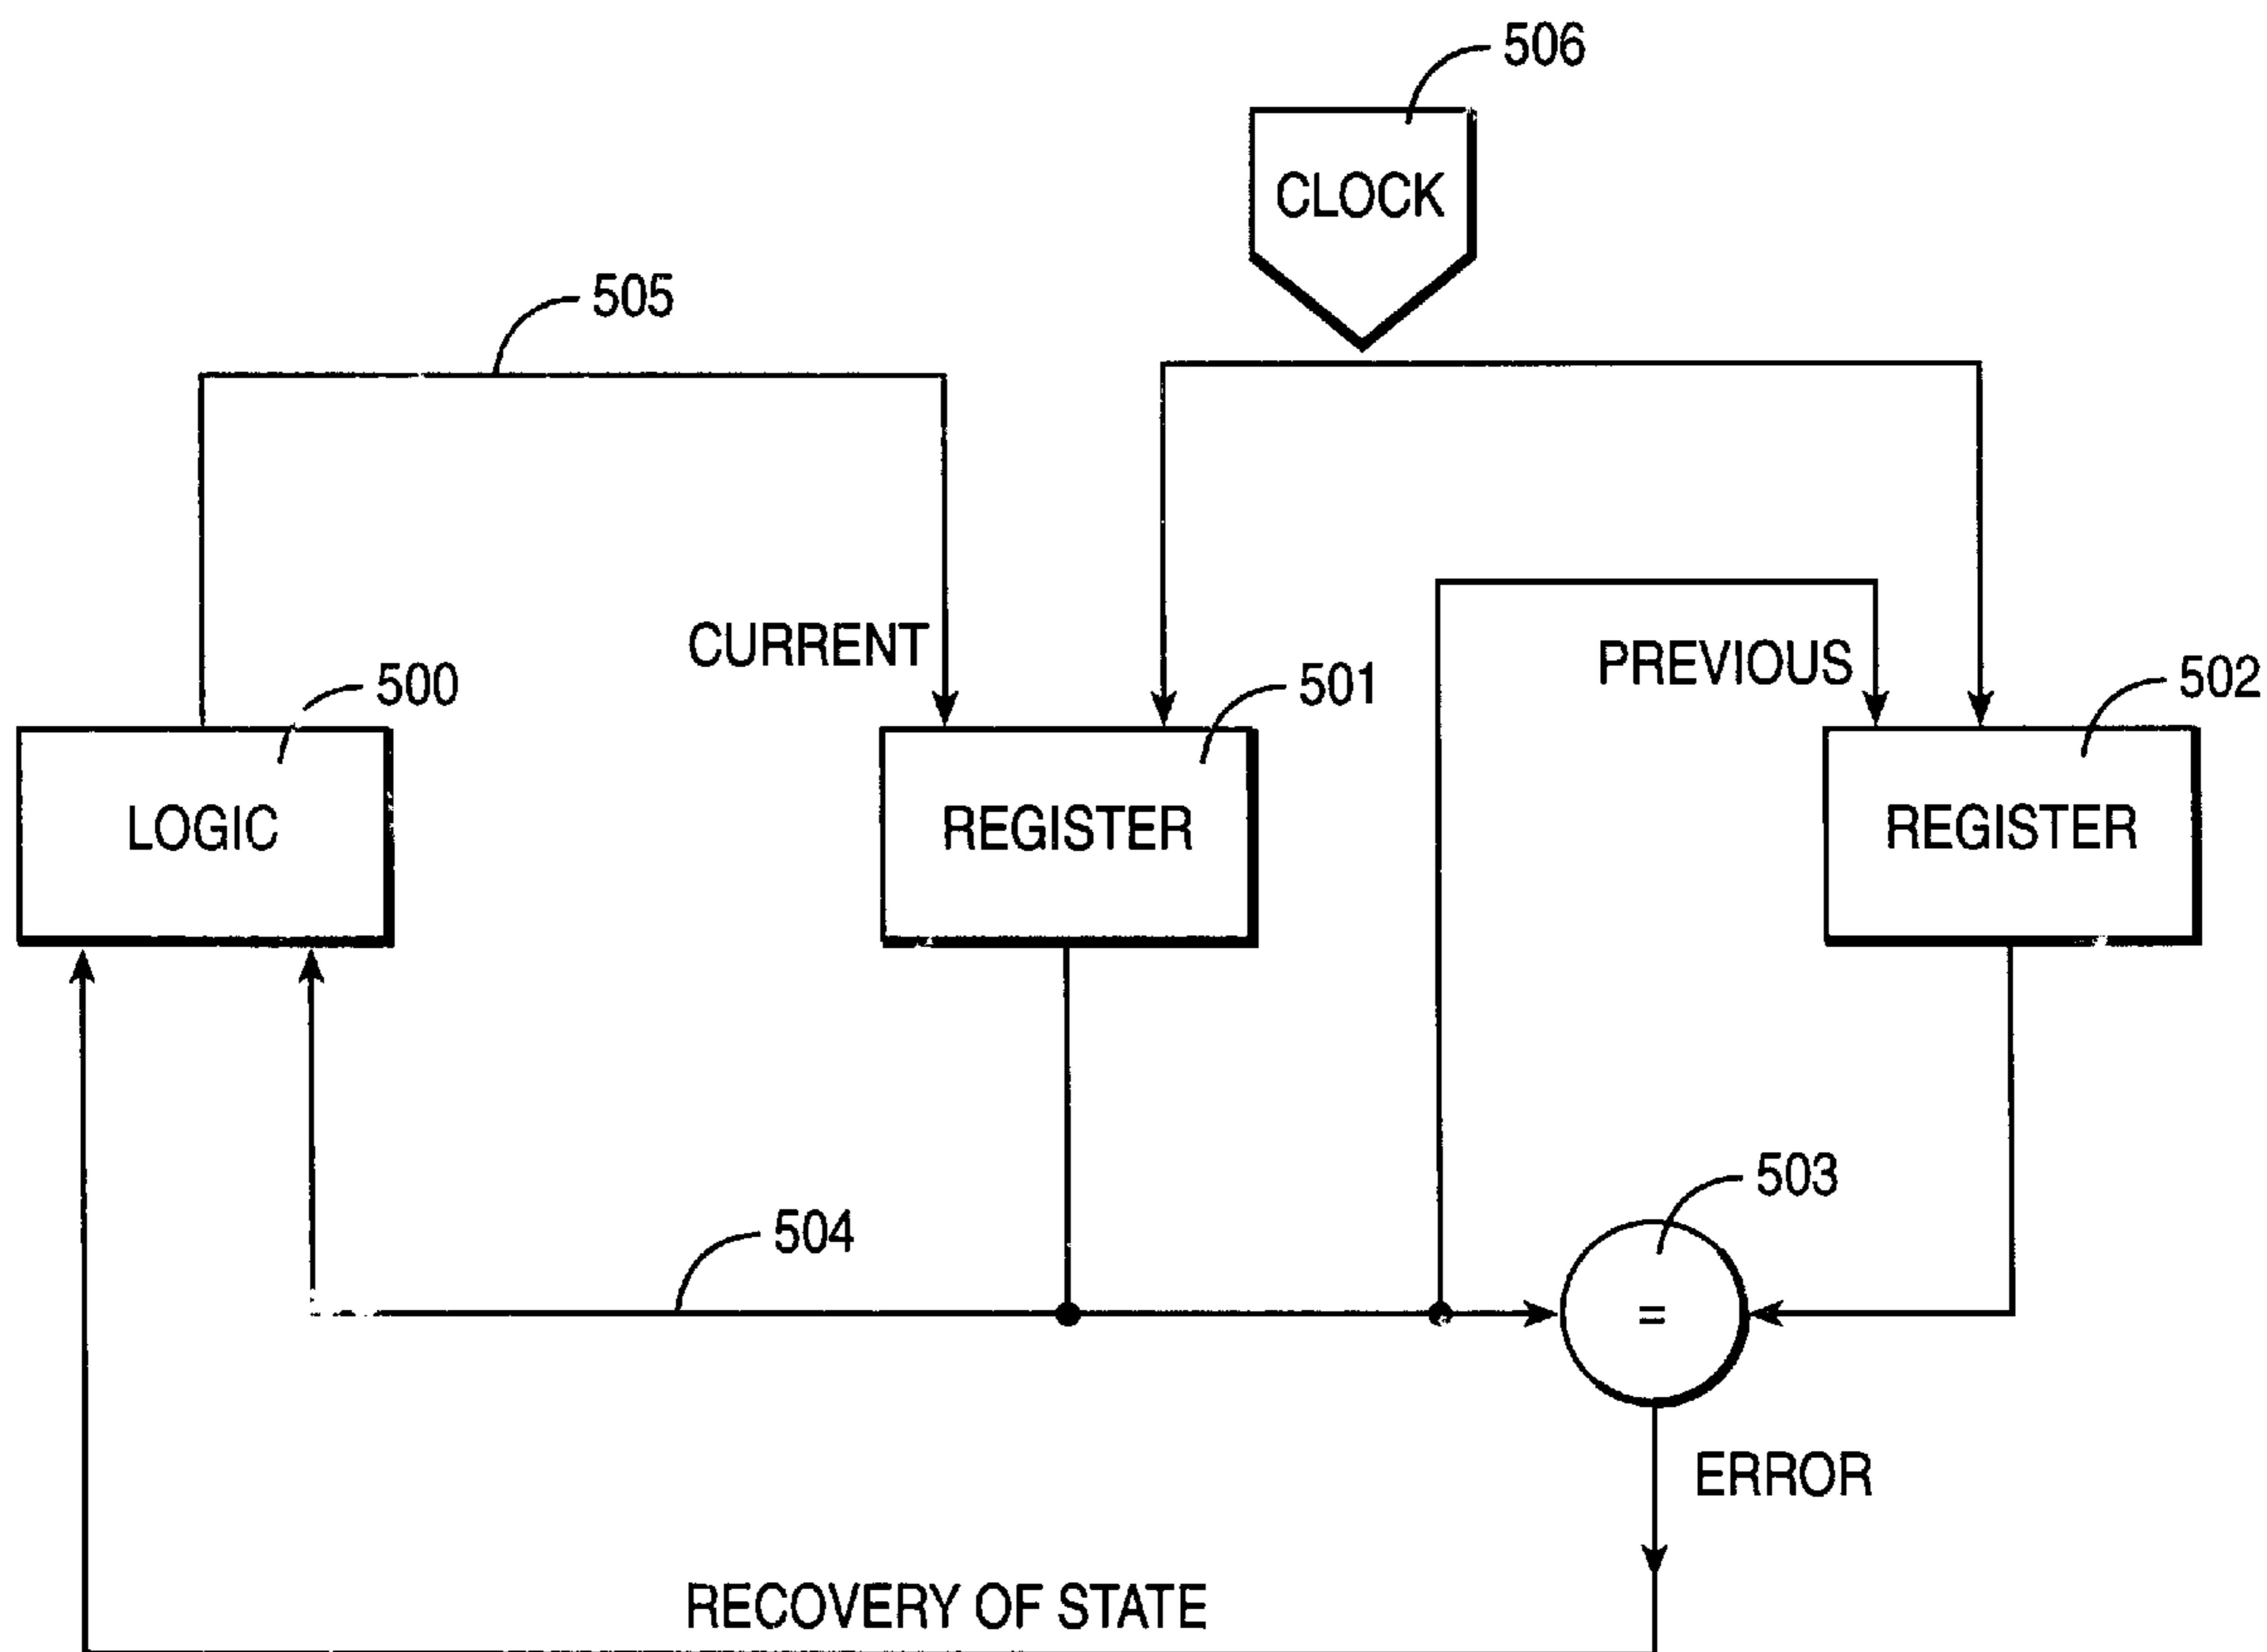 506
CLOCK
505
CURRENT
PREVIOUS
500
501
502
LOGIC
REGISTER
REGISTER
503
504
=
ERROR
RECOVERY OF STATE